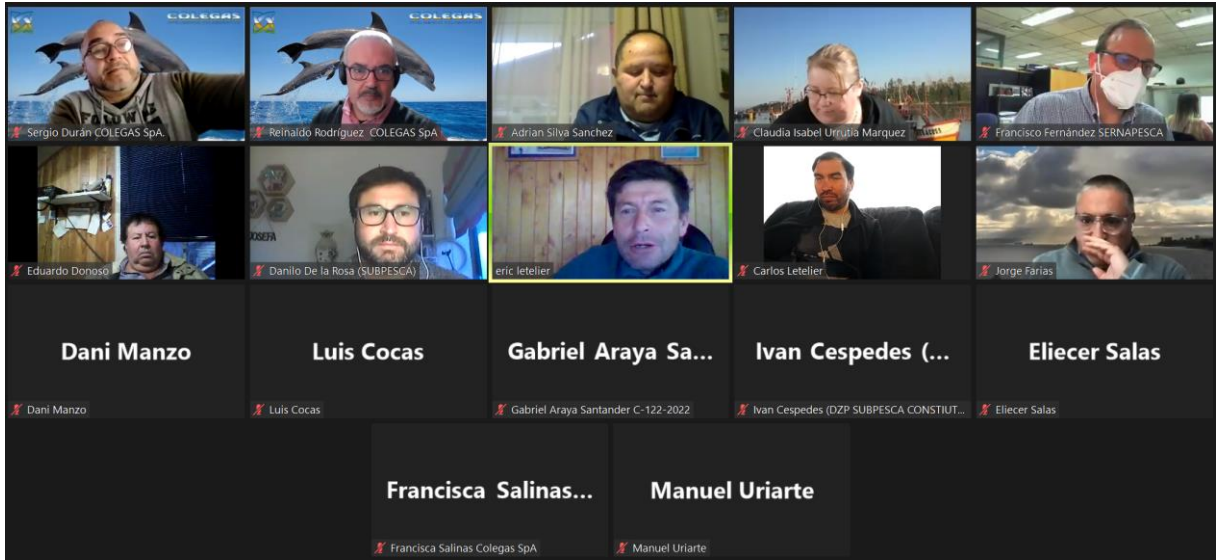 COLEGAS
COLEGAS
Sergio Durán COLEGAS SpA.
Reinaldo Rodríguez COLEGAS SpA
Adrian Silva Sanchez
Claudia Isabel Urrutia Marquez
Francisco Fernández SERNAPESCA
JOSEFA
Eduardo Donoso
Danilo De la Rosa (SUBPESCA)
eric letelier
Carlos Letelier
Jorge Farias
Dani Manzo
Luis Cocas
Gabriel Araya Sa...
Ivan Cespedes (...
Eliecer Salas
Dani Manzo
Luis Cocas
Gabriel Araya Santander C-122-2022
Ivan Cespedes (DZP SUBPESCA CONSTIUT...
Eliecer Salas
Francisca Salinas...
Manuel Uriarte
Francisca Salinas Colegas SpA
Manuel Uriarte